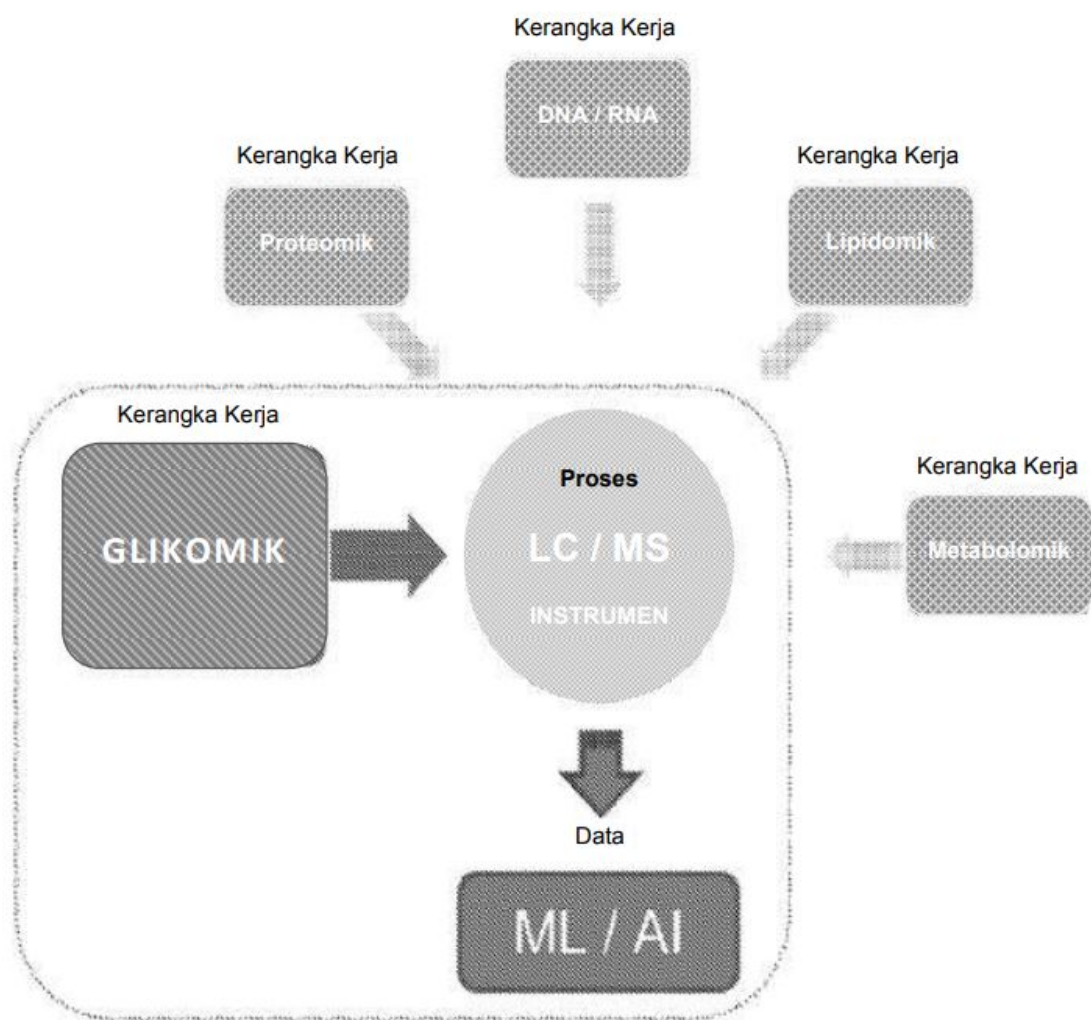 Kerangka Kerja
DNA / RNA
Kerangka Kerja
Proteomik
Kerangka Kerja
Lipidomik
Kerangka Kerja
GLIKOMIK
Proses
LC / MS
INSTRUMEN
Kerangka Kerja
Metabolomik
Data
ML / AI